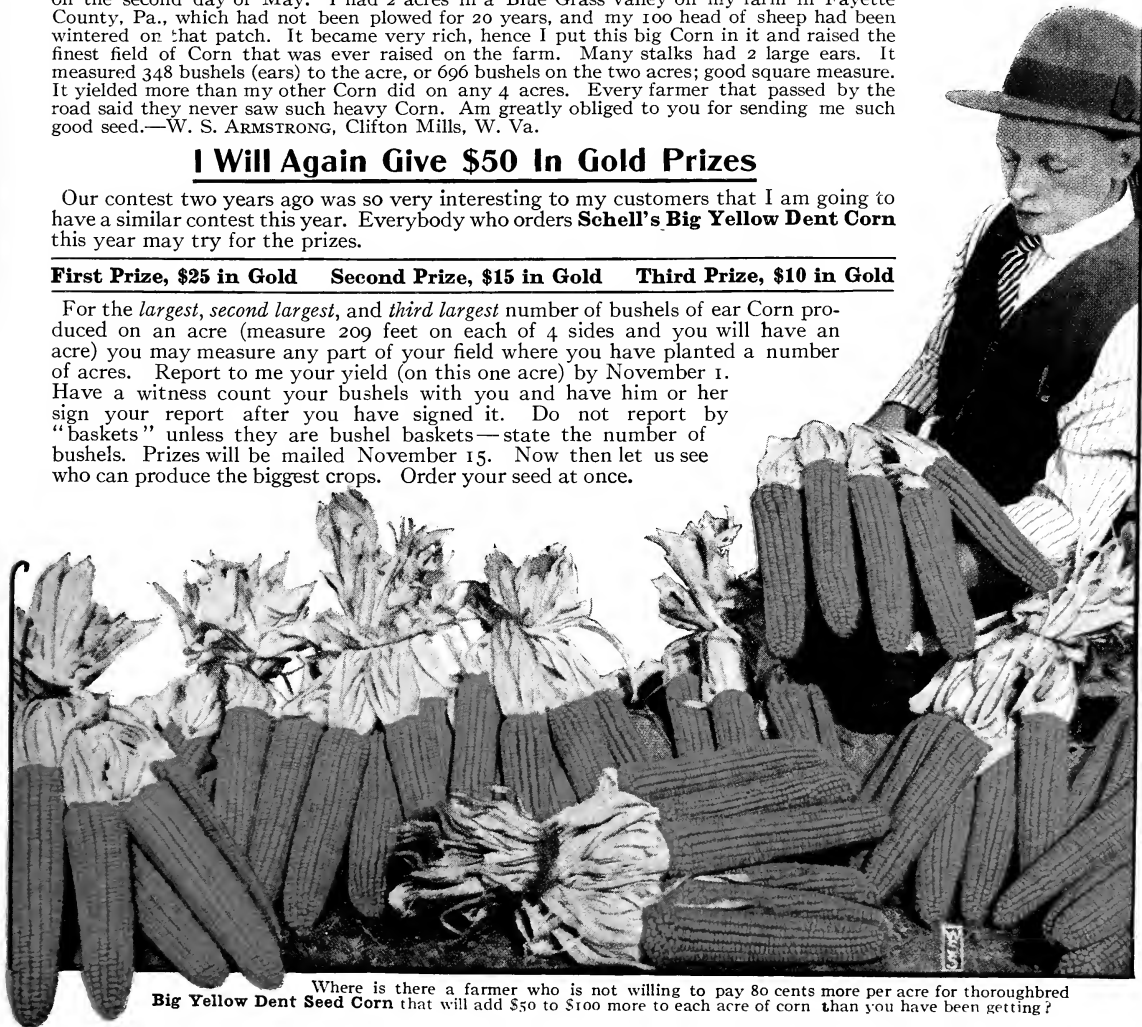 on the second day of May. I had 2 acres in a Blue Grass valley on my farm in Fayette
County, Pa., which had not been plowed for 20 years, and my 100 head of sheep had been
wintered on that patch. It became very rich, hence I put this big Corn in it and raised the
finest field of Corn that was ever raised on the farm. Many stalks had 2 large ears. It
measured 348 bushels (ears) to the acre, or 696 bushels on the two acres; good square measure.
It yielded more than my other Corn did on any 4 acres. Every farmer that passed by the
road said they never saw such heavy Corn. Am greatly obliged to you for sending me such
good seed.—W. S. ARMSTRONG, Clifton Mills, W. Va.
I Will Again Give $50 In Gold Prizes
Our contest two years ago was so very interesting to my customers that I am going to
have a similar contest this year. Everybody who orders Schell's Big Yellow Dent Corn
this year may try for the prizes.
First Prize, $25 in Gold Second Prize, $15 in Gold Third Prize, $10 in Gold
For the largest, second largest, and third largest number of bushels of ear Corn pro-
duced on an acre (measure 209 feet on each of 4 sides and you will have an
acre) you may measure any part of your field where you have planted a number
of acres. Report to me your yield (on this one acre) by November 1.
Have a witness count your bushels with you and have him or her
sign your report after you have signed it. Do not report by
"baskets" unless they are bushel baskets—state the number of
bushels. Prizes will be mailed November 15. Now then let us see
who can produce the biggest crops. Order your seed at once.
Where is there a farmer who is not willing to pay 80 cents more per acre for thoroughbred
Big Yellow Dent Seed Corn that will add $50 to $100 more to each acre of corn than you have been getting?